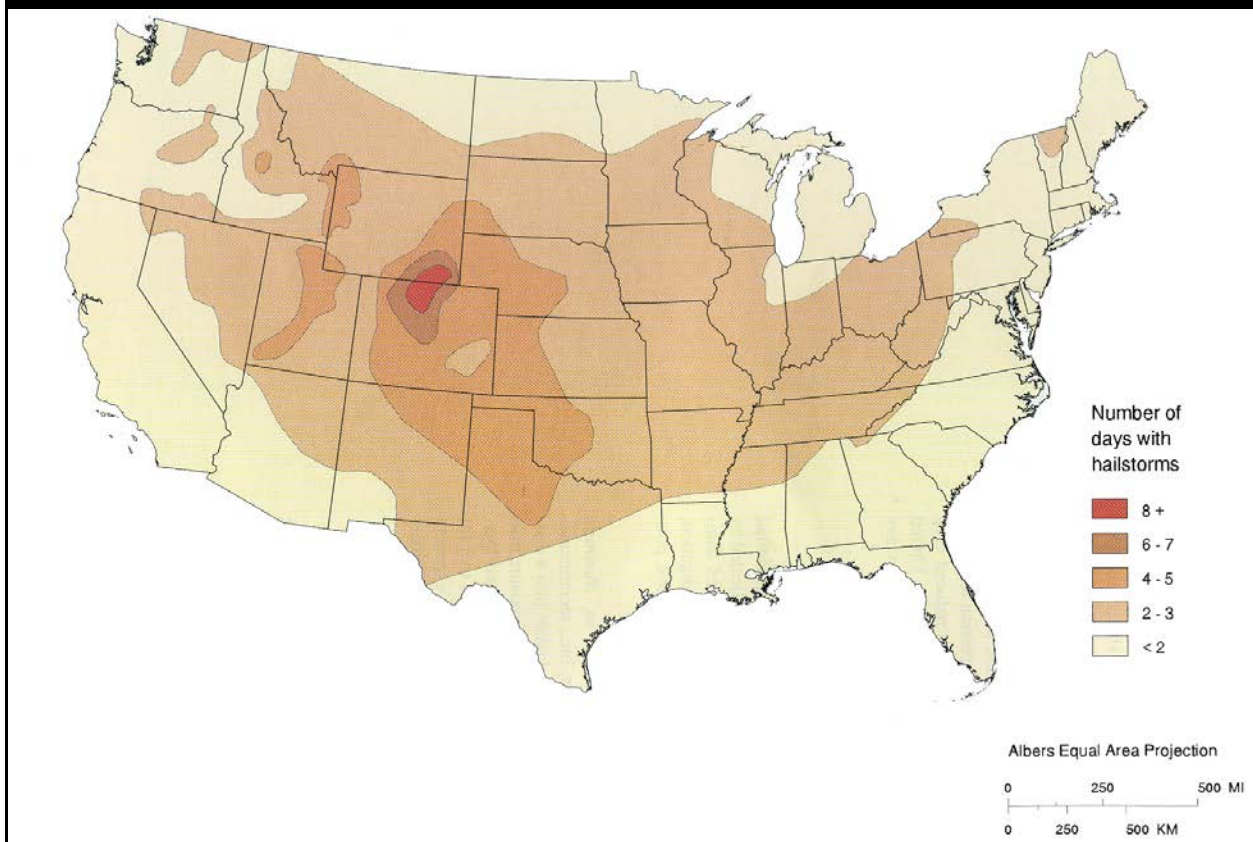 Number of
days with
hailstorms
8 +
6 - 7
4 - 5
2 - 3
< 2
Albers Equal Area Projection
0 250 500 MI
0 250 500 KM